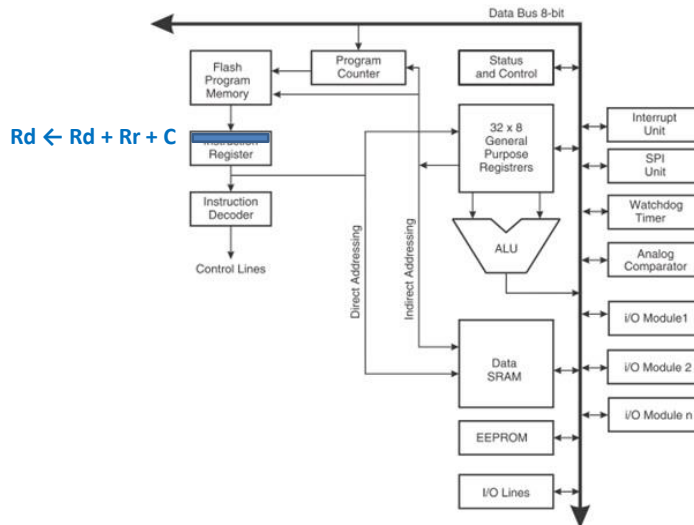 Data Bus 8-bit
Flash
Program
Memory
Program
Counter
Status
and Control
Rd ← Rd + Rr + C
Register
32 x 8
General
Purpose
Registrers
Interrupt
Unit
SPI
Unit
Instruction
Decoder
Watchdog
Timer
ALU
Control Lines
Direct Addressing
Indirect Addressing
Analog
Comparator
i/O Module1
Data
SRAM
i/O Module 2
i/O Module n
EEPROM
I/O Lines